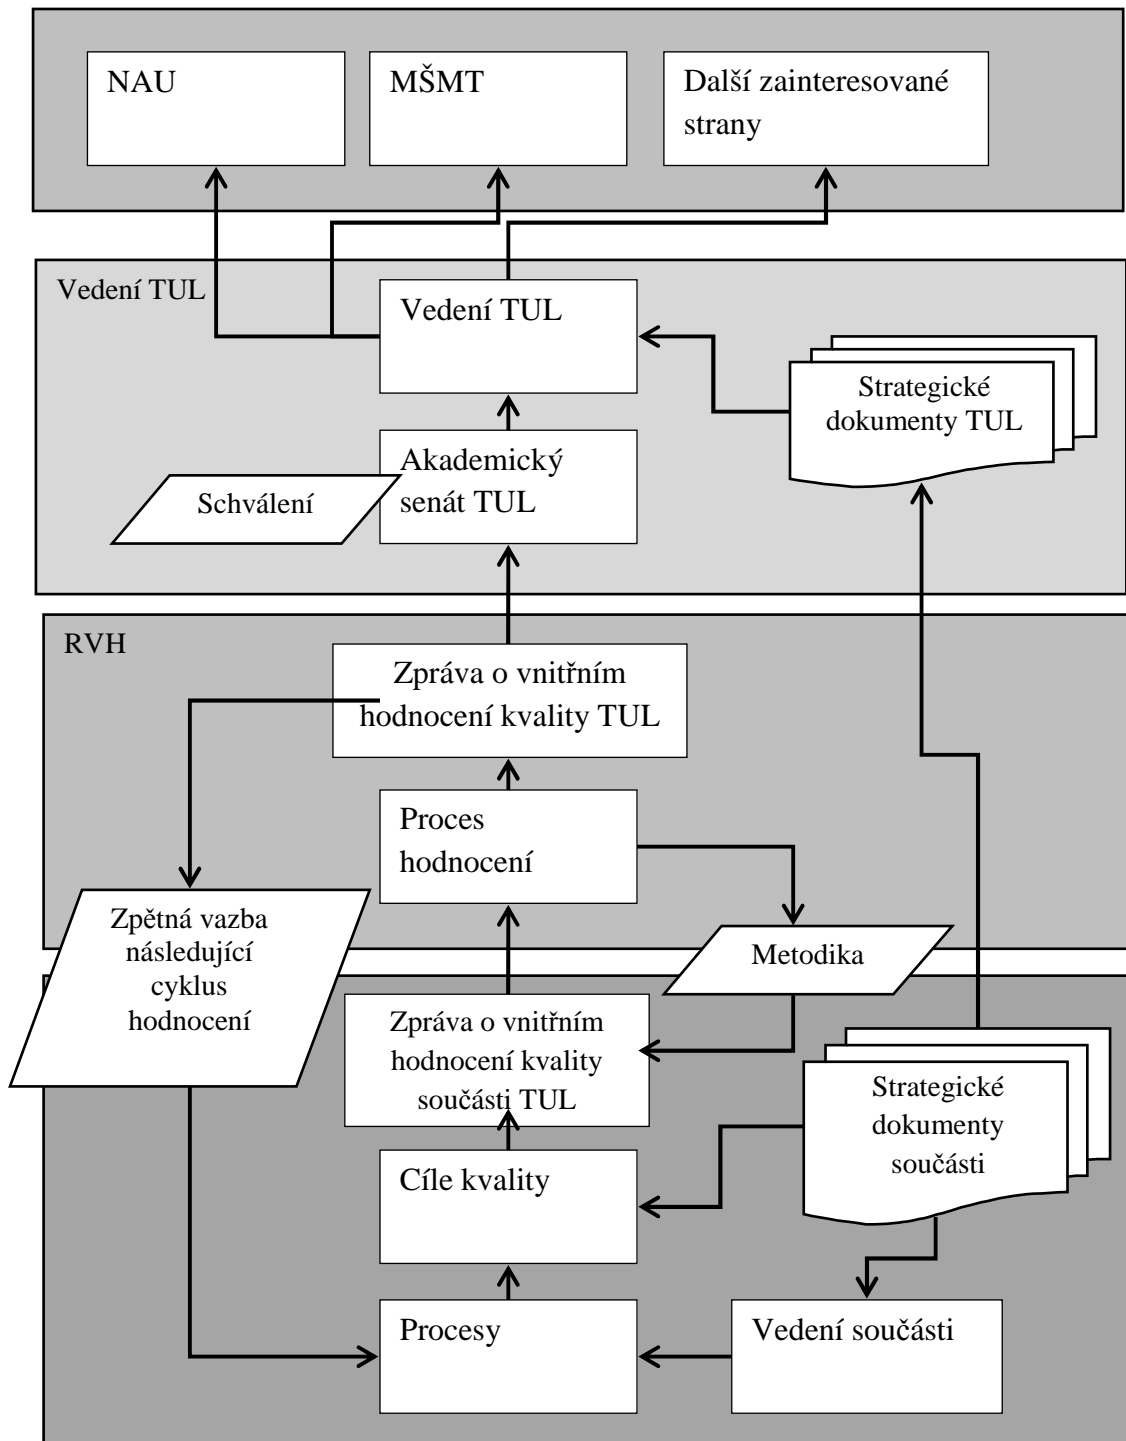 NAU
MŠMT
Další zainteresované
strany
Vedení TUL
Vedení TUL
Strategické
dokumenty TUL
Akademický
senát TUL
Schválení
RVH
Zpráva o vnitřním
hodnocení kvality TUL
Proces
hodnocení
Zpětná vazba
následující
cyklus
hodnocení
Metodika
Zpráva o vnitřním
hodnocení kvality
součásti TUL
Strategické
dokumenty
součásti
Cíle kvality
Procesy
Vedení součásti